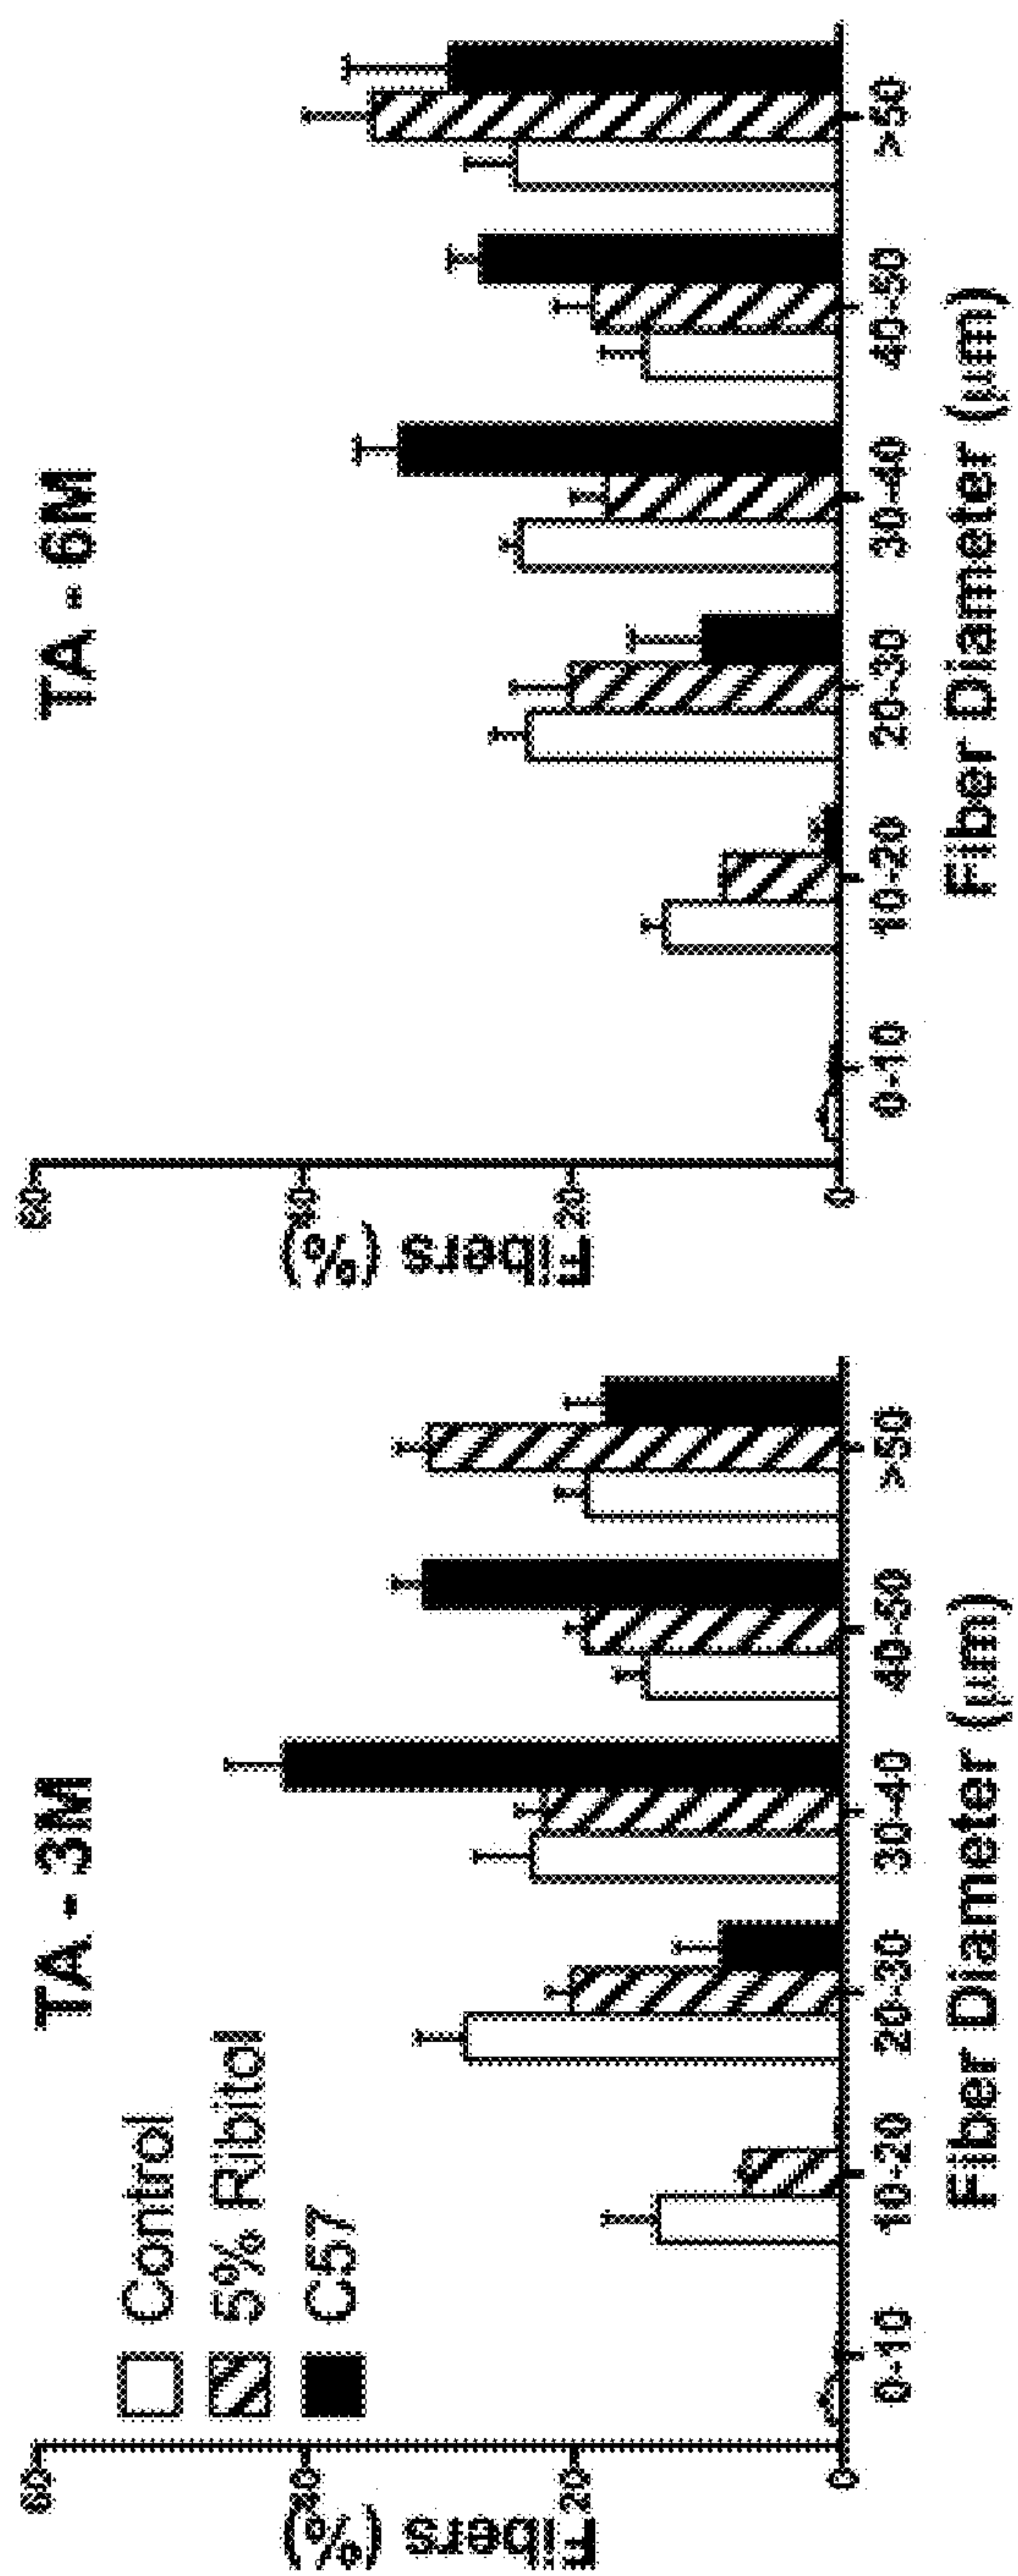 TA - 3M
Control
5% Ribitol
C57
Fibers
(%)
60
40
20
0
0-10
10-20
20-30
30-40
40-50
>50
Fiber Diameter (μm)
TA - 6M
Fibers
(%)
60
40
20
0
0-10
10-20
20-30
30-40
40-50
>50
Fiber Diameter (μm)